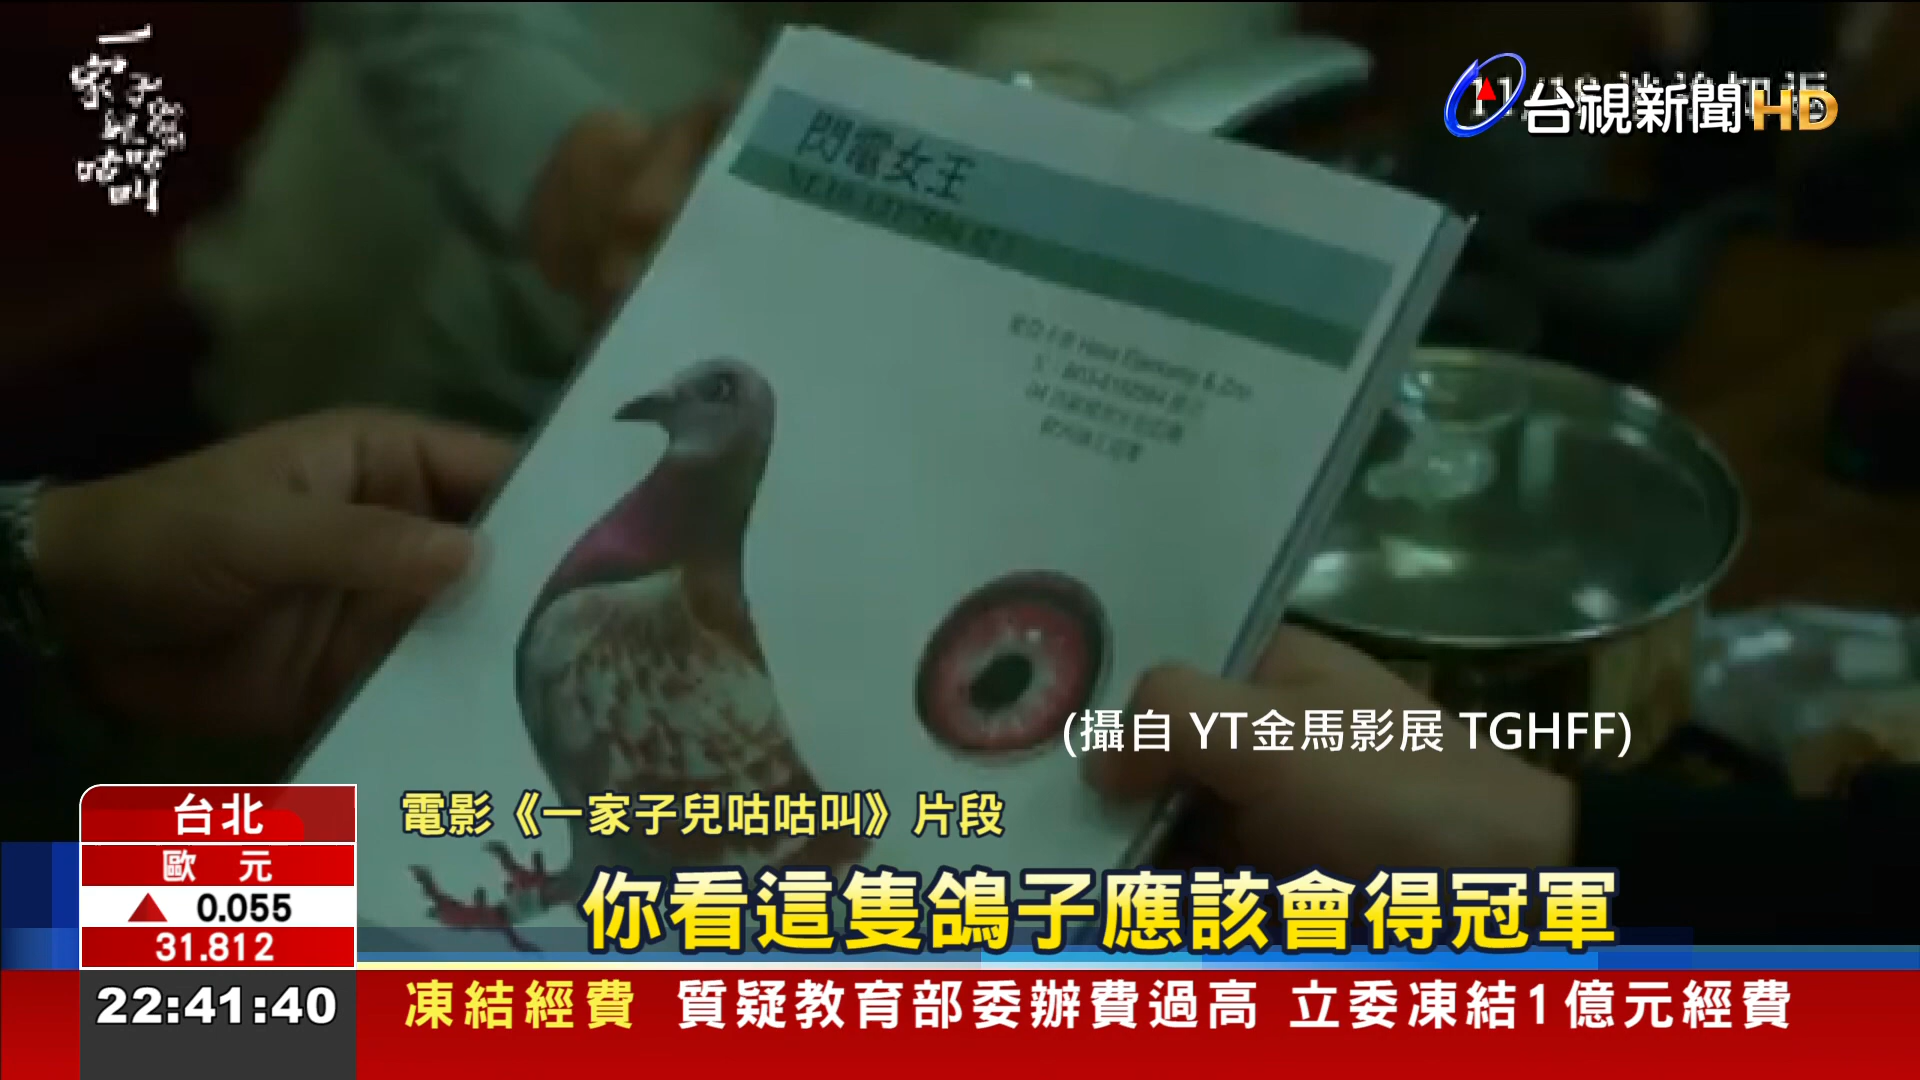 一家子兒咕咕叫
台視新聞HD
閃電女王
(攝自 YT金馬影展 TGHFF)
電影《一家子兒咕咕叫》片段
你看這隻鴿子應該會得冠軍
台北
歐 元
▲ 0.055
31.812
22:41:40
凍結經費 質疑教育部委辦費過高 立委凍結1億元經費